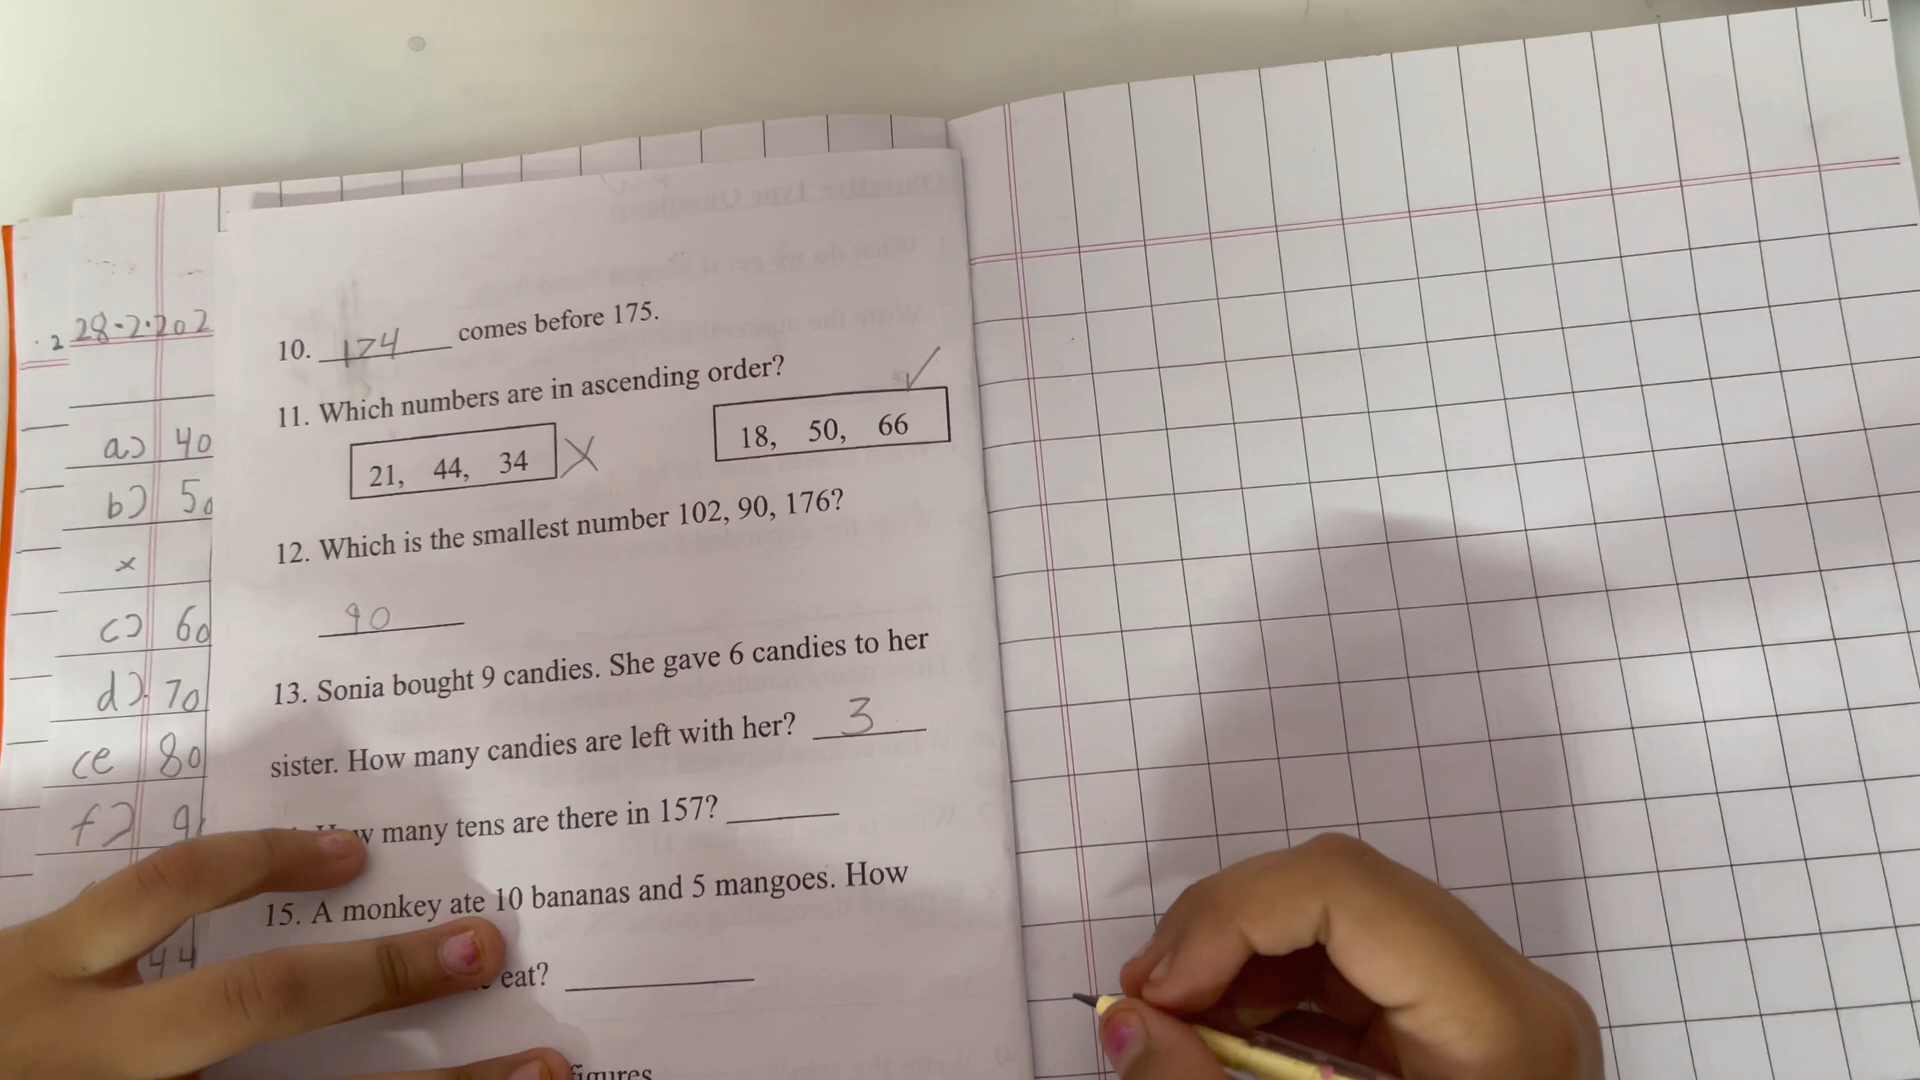 28.2.202
2
a) 40
b) 50
×
c) 60
d) 70
ce 80
f) 9
44
10. 174 comes before 175.
11. Which numbers are in ascending order?
21, 44, 34 ×
18, 50, 66 ✓
12. Which is the smallest number 102, 90, 176?
90
13. Sonia bought 9 candies. She gave 6 candies to her
sister. How many candies are left with her? 3
many tens are there in 157?
15. A monkey ate 10 bananas and 5 mangoes. How
eat?
figures